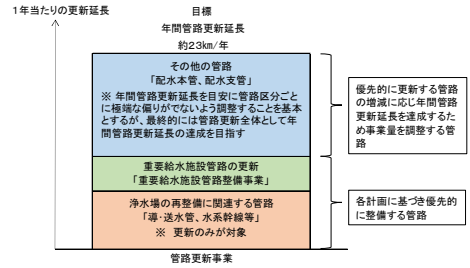 1年当たりの更新延長
目標
年間管路更新延長
約23km/年
その他の管路
「配水本管、配水支管」
※ 年間管路更新延長を目安に管路区分ごと
に極端な偏りがでないよう調整することを基本
とするが、最終的には管路更新全体として年
間管路更新延長の達成を目指す
優先的に更新する管路
の増減に応じ年間管路
更新延長を達成するた
め事業量を調整する管
路
重要給水施設管路の更新
「重要給水施設管路整備事業」
浄水場の再整備に関連する管路
「導・送水管、水系幹線等」
※ 更新のみが対象
各計画に基づき優先的
に整備する管路
管路更新事業